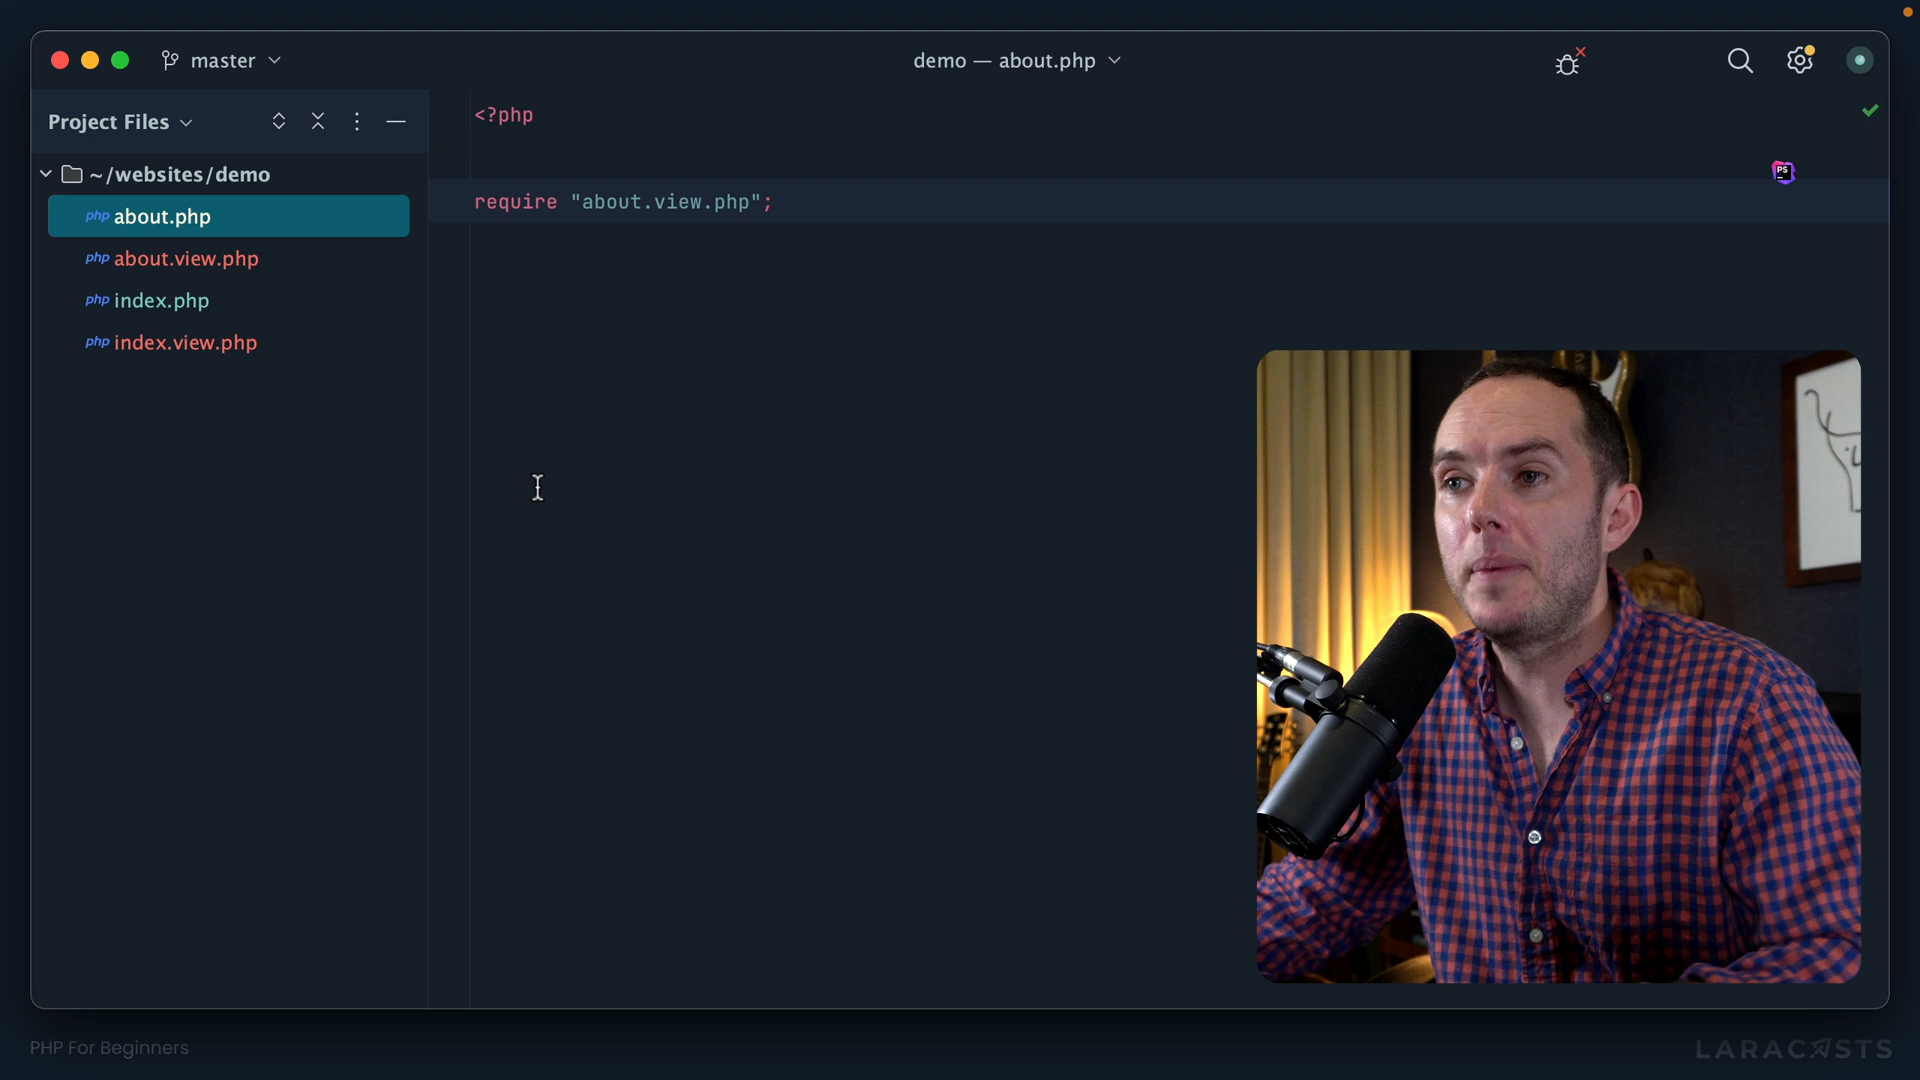 master
demo — about.php
Project Files
<?php
PS
~/websites/demo
require "about.view.php";
php about.php
php about.view.php
php index.php
php index.view.php
PHP For Beginners
LARACASTS